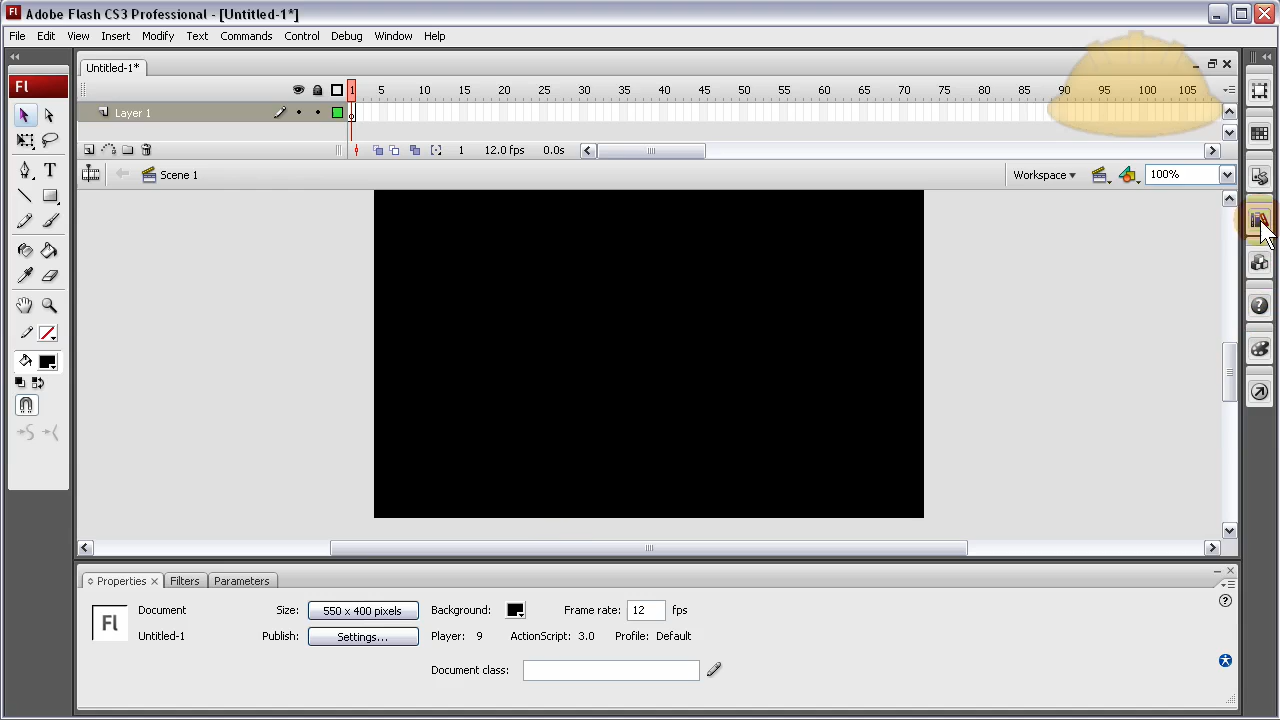 Adobe Flash CS3 Professional - [Untitled-1*]
File Edit View Insert Modify Text Commands Control Debug Window Help
Untitled-1*
Fl
1 5 10 15 20 25 30 35 40 45 50 55 60 65 70 75 80 85 90 95 100 105
Layer 1
1 12.0 fps 0.0s
Scene 1
Workspace
100%
Properties Filters Parameters
Document Size: 550 x 400 pixels Background: Frame rate: 12 fps
Fl
Untitled-1 Publish: Settings... Player: 9 ActionScript: 3.0 Profile: Default
Document class: